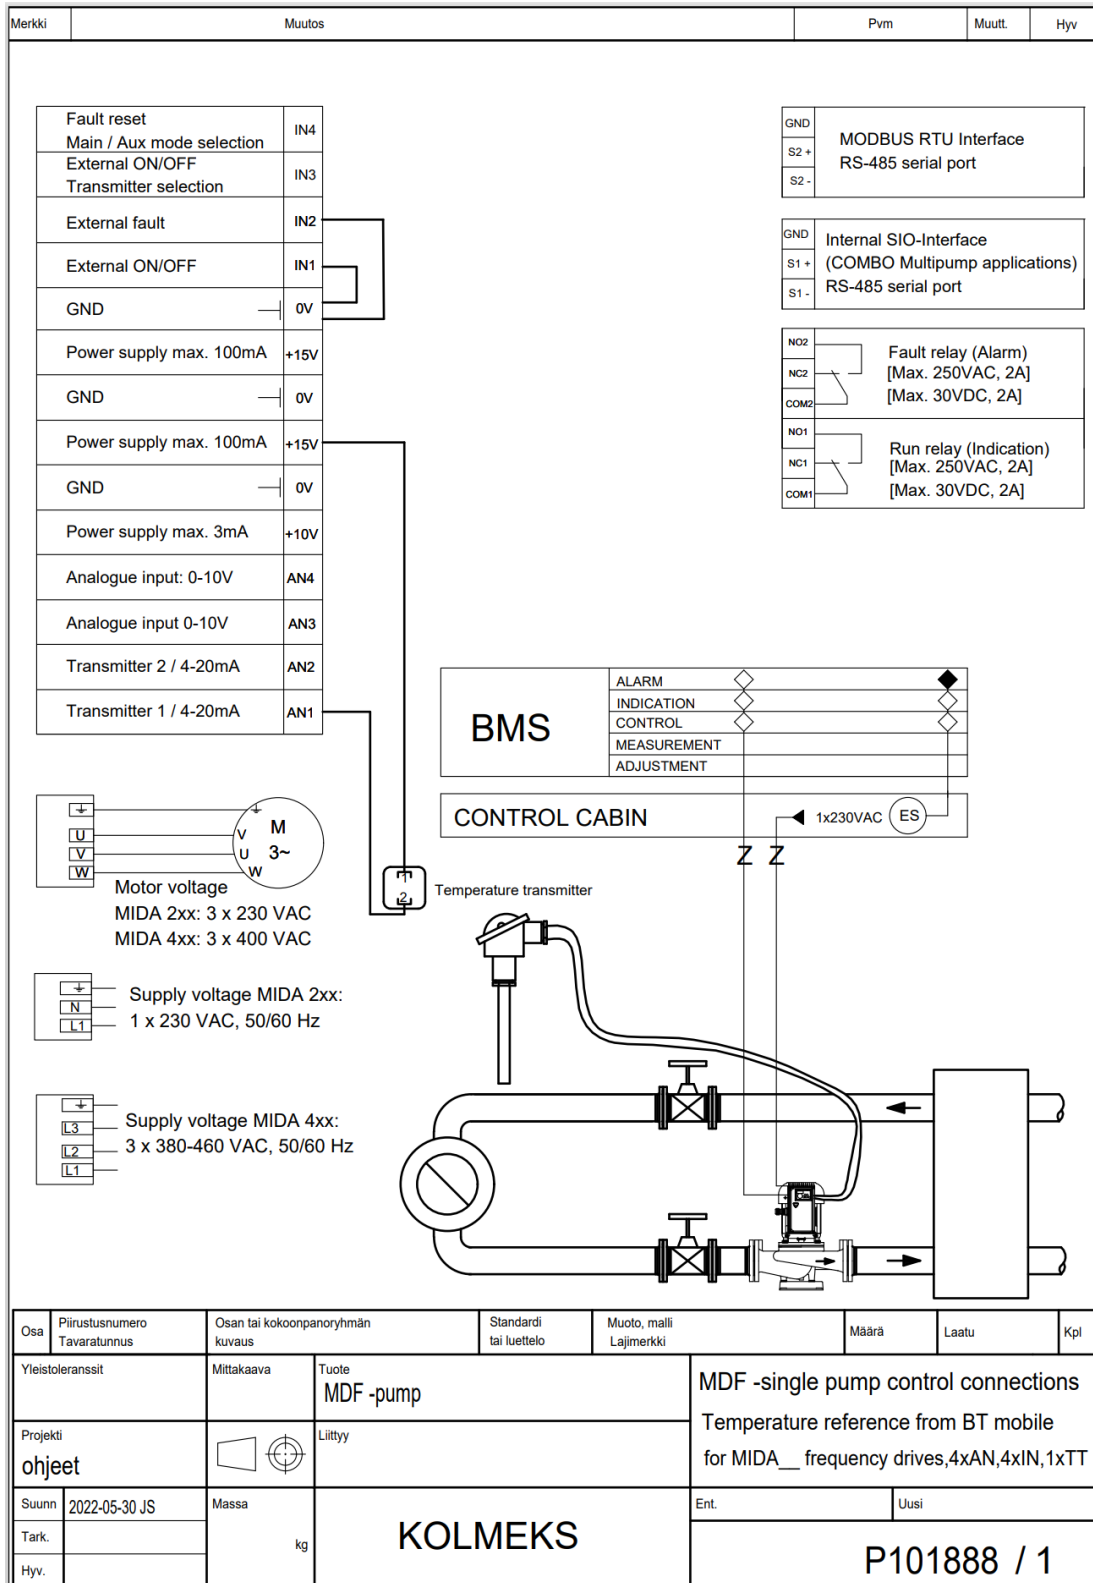 Merkki Muutos Pvm Muutt. Hyv
Fault reset
Main / Aux mode selection IN4
External ON/OFF
Transmitter selection IN3
External fault IN2
External ON/OFF IN1
GND 0V
Power supply max. 100mA +15V
GND 0V
Power supply max. 100mA +15V
GND 0V
Power supply max. 3mA +10V
Analogue input: 0-10V AN4
Analogue input 0-10V AN3
Transmitter 2 / 4-20mA AN2
Transmitter 1 / 4-20mA AN1
GND
S2 +
S2 -
MODBUS RTU Interface
RS-485 serial port
GND
S1 +
S1 -
Internal SIO-Interface
(COMBO Multipump applications)
RS-485 serial port
NO2
NC2
COM2
Fault relay (Alarm)
[Max. 250VAC, 2A]
[Max. 30VDC, 2A]
NO1
NC1
COM1
Run relay (Indication)
[Max. 250VAC, 2A]
[Max. 30VDC, 2A]
BMS
ALARM
INDICATION
CONTROL
MEASUREMENT
ADJUSTMENT
CONTROL CABIN
1x230VAC ES
Z Z
U
V
W
V
U
W
M
3~
Motor voltage
MIDA 2xx: 3 x 230 VAC
MIDA 4xx: 3 x 400 VAC
1
2
Temperature transmitter
N
L1
Supply voltage MIDA 2xx:
1 x 230 VAC, 50/60 Hz
L3
L2
L1
Supply voltage MIDA 4xx:
3 x 380-460 VAC, 50/60 Hz
Osa
Piirustusnumero
Tavaratunnus
Osan tai kokoonpanoryhmän
kuvaus
Standardi
tai luettelo
Muoto, malli
Lajimerkki
Määrä
Laatu
Kpl
Yleistoleranssit
Mittakaava
Tuote
MDF -pump
MDF -single pump control connections
Temperature reference from BT mobile
for MIDA__ frequency drives,4xAN,4xIN,1xTT
Projekti
ohjeet
Liittyy
Suunn 2022-05-30 JS
Tark.
Hyv.
Massa
kg
KOLMEKS
Ent.
Uusi
P101888 / 1